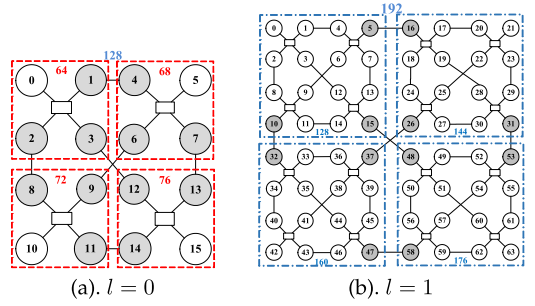 128
64 68
0 1 4 5
2 3 6 7
72 76
8 9 12 13
10 11 14 15
(a). l = 0
192
0 1 4 5 16 17 20 21
2 3 6 7 18 19 22 23
8 9 12 13 24 25 28 29
10 11 14 15 26 27 30 31
128 144
32 33 36 37 48 49 52 53
34 35 38 39 50 51 54 55
40 41 44 45 56 57 60 61
42 43 46 47 58 59 62 63
160 176
(b). l = 1